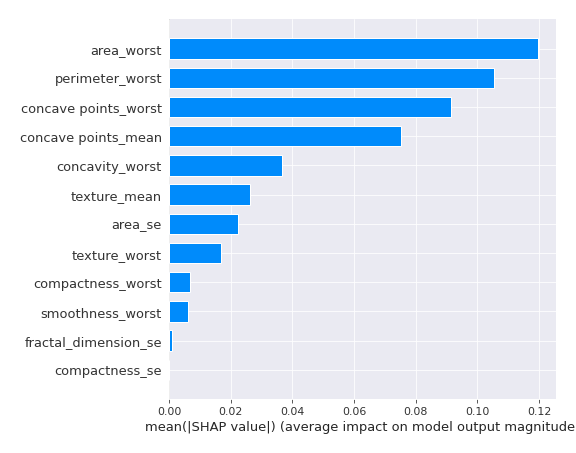 area_worst
perimeter_worst
concave points_worst
concave points_mean
concavity_worst
texture_mean
area_se
texture_worst
compactness_worst
smoothness_worst
fractal_dimension_se
compactness_se
0.00 0.02 0.04 0.06 0.08 0.10 0.12
mean(|SHAP value|) (average impact on model output magnitude